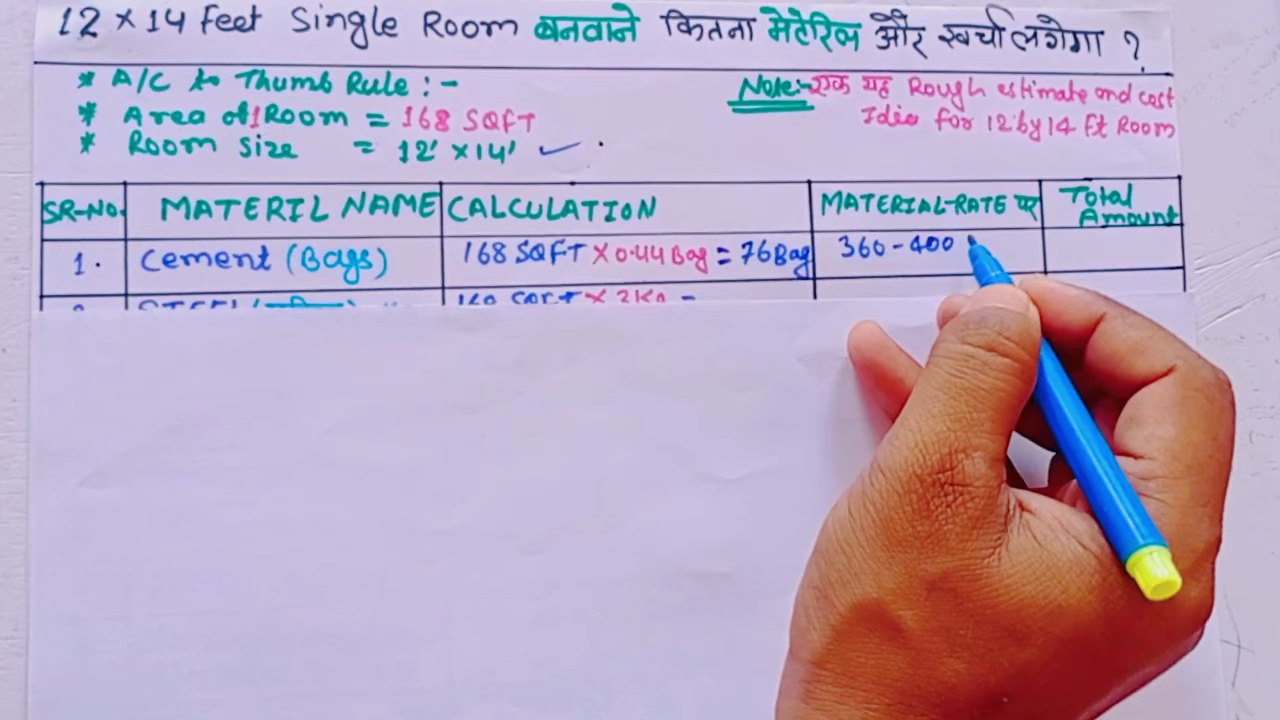 12 × 14 Feet Single Room बनवाने कितना मेटेरिल और खर्चा लगेगा ?
* A/C to Thumb Rule :-
* Area of 1 Room = 168 SQFT
* Room size = 12' × 14'
Note:- एक यह Rough estimate and cost
Idia for 12 by 14 ft Room
SR-NO. MATERIL NAME CALCULATION MATERIAL-RATE पर Total Amount
1. Cement (Bags) 168 SQFT × 0.44 Bag = 76 Bag 360 - 400